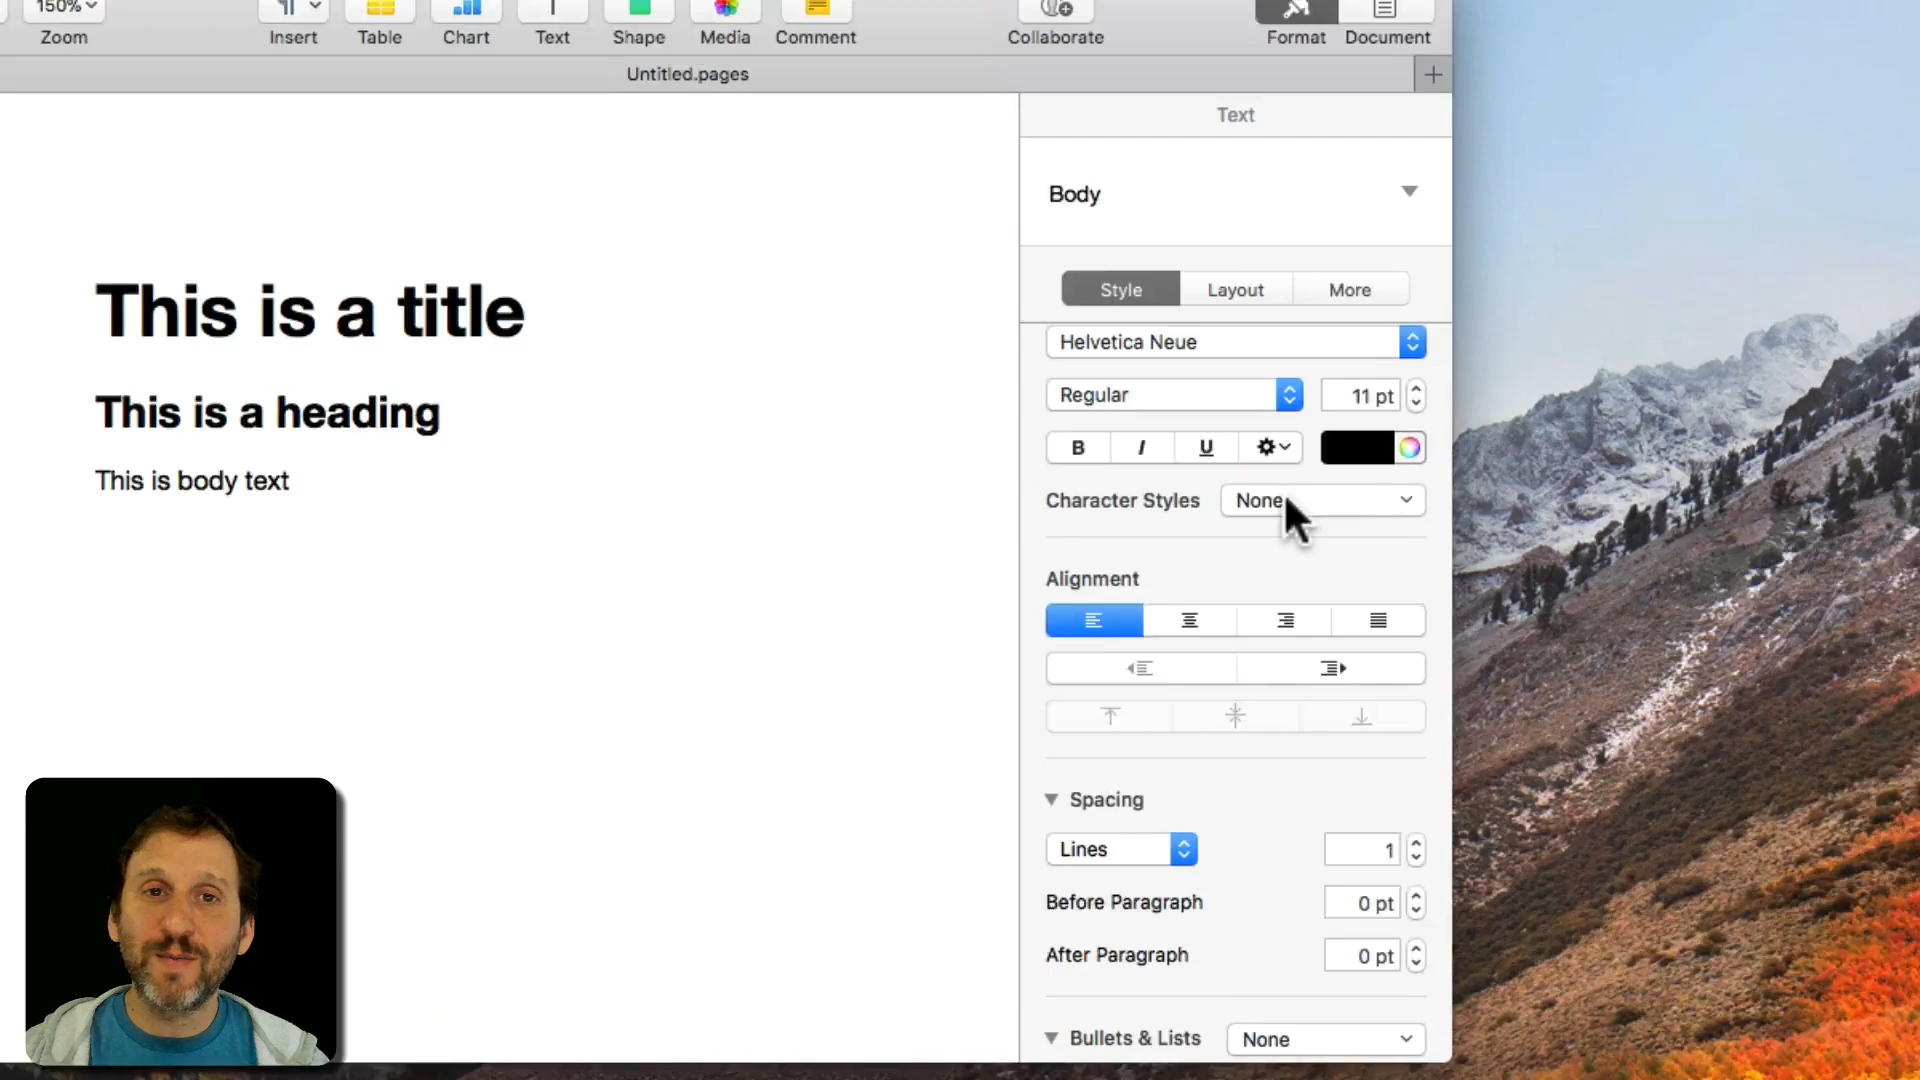 150%
Zoom
Insert
Table
Chart
Text
Shape
Media
Comment
Collaborate
Format
Document
Untitled.pages
Text
Body
Style
Layout
More
This is a title
This is a heading
This is body text
Helvetica Neue
Regular
11 pt
B
I
U
Character Styles
None
Alignment
Spacing
Lines
1
Before Paragraph
0 pt
After Paragraph
0 pt
Bullets & Lists
None